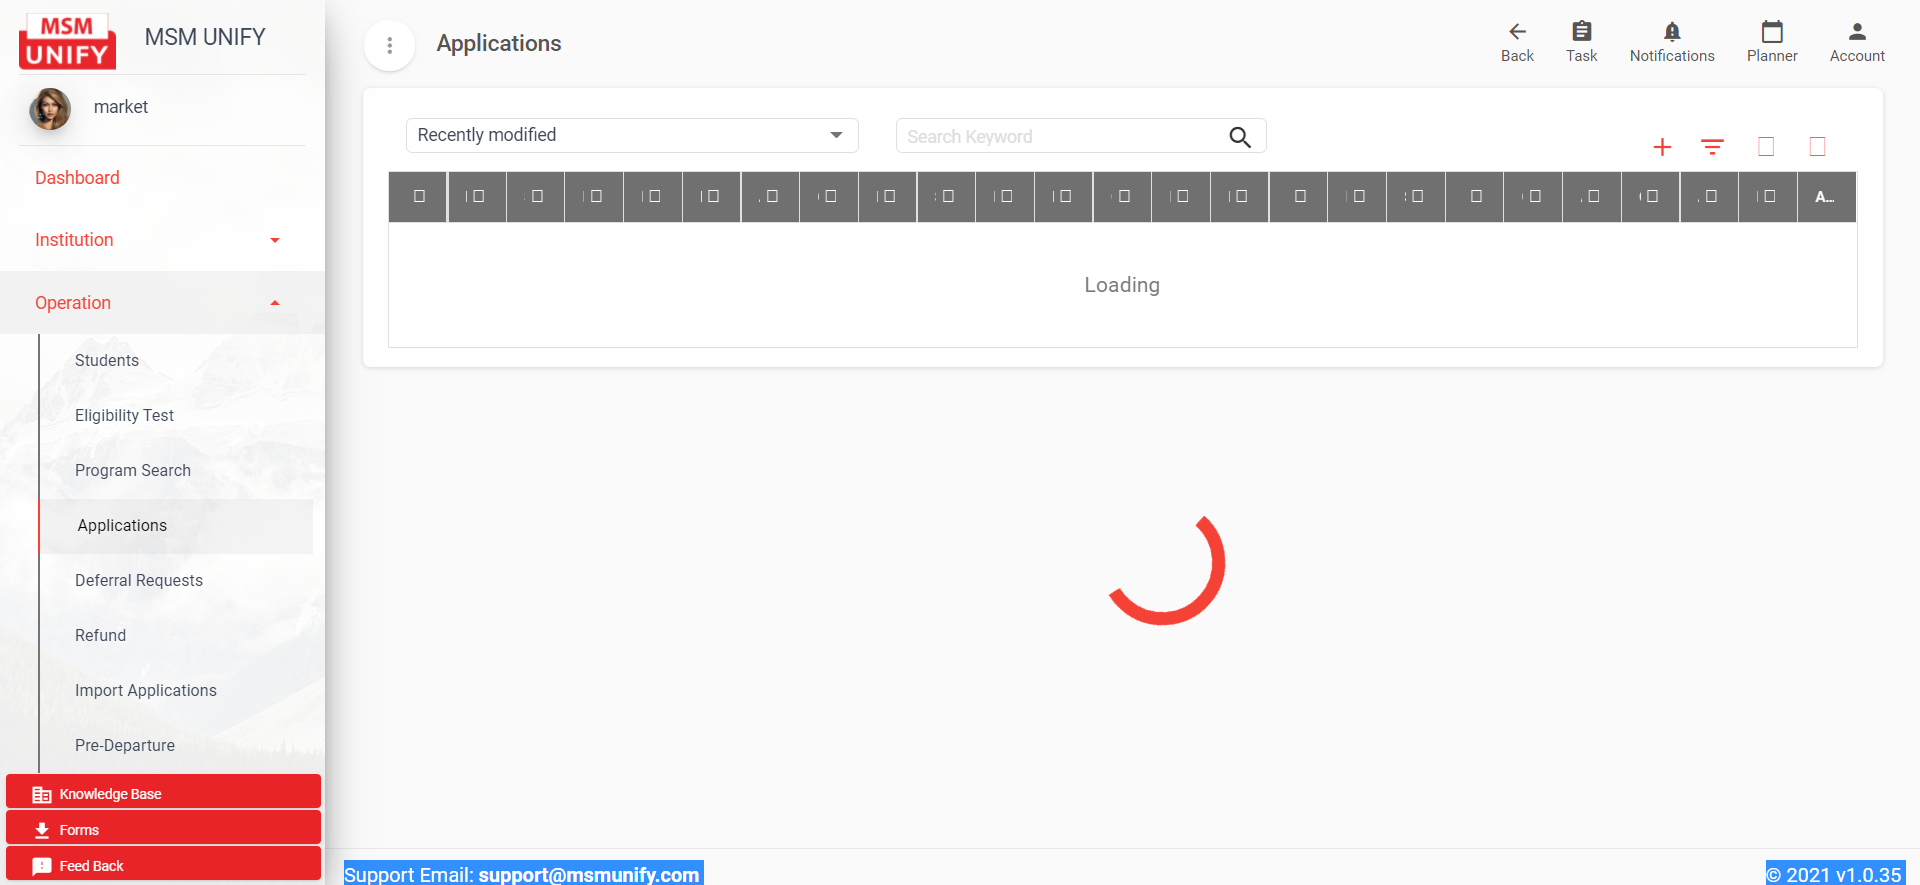 MSM
UNIFY
MSM UNIFY
market
Dashboard
Institution
Operation
Students
Eligibility Test
Program Search
Applications
Deferral Requests
Refund
Import Applications
Pre-Departure
Knowledge Base
Forms
Feed Back
Applications
Back
Task
Notifications
Planner
Account
Recently modified
Search Keyword
A...
Loading
Support Email: support@msmunify.com
© 2021 v1.0.35